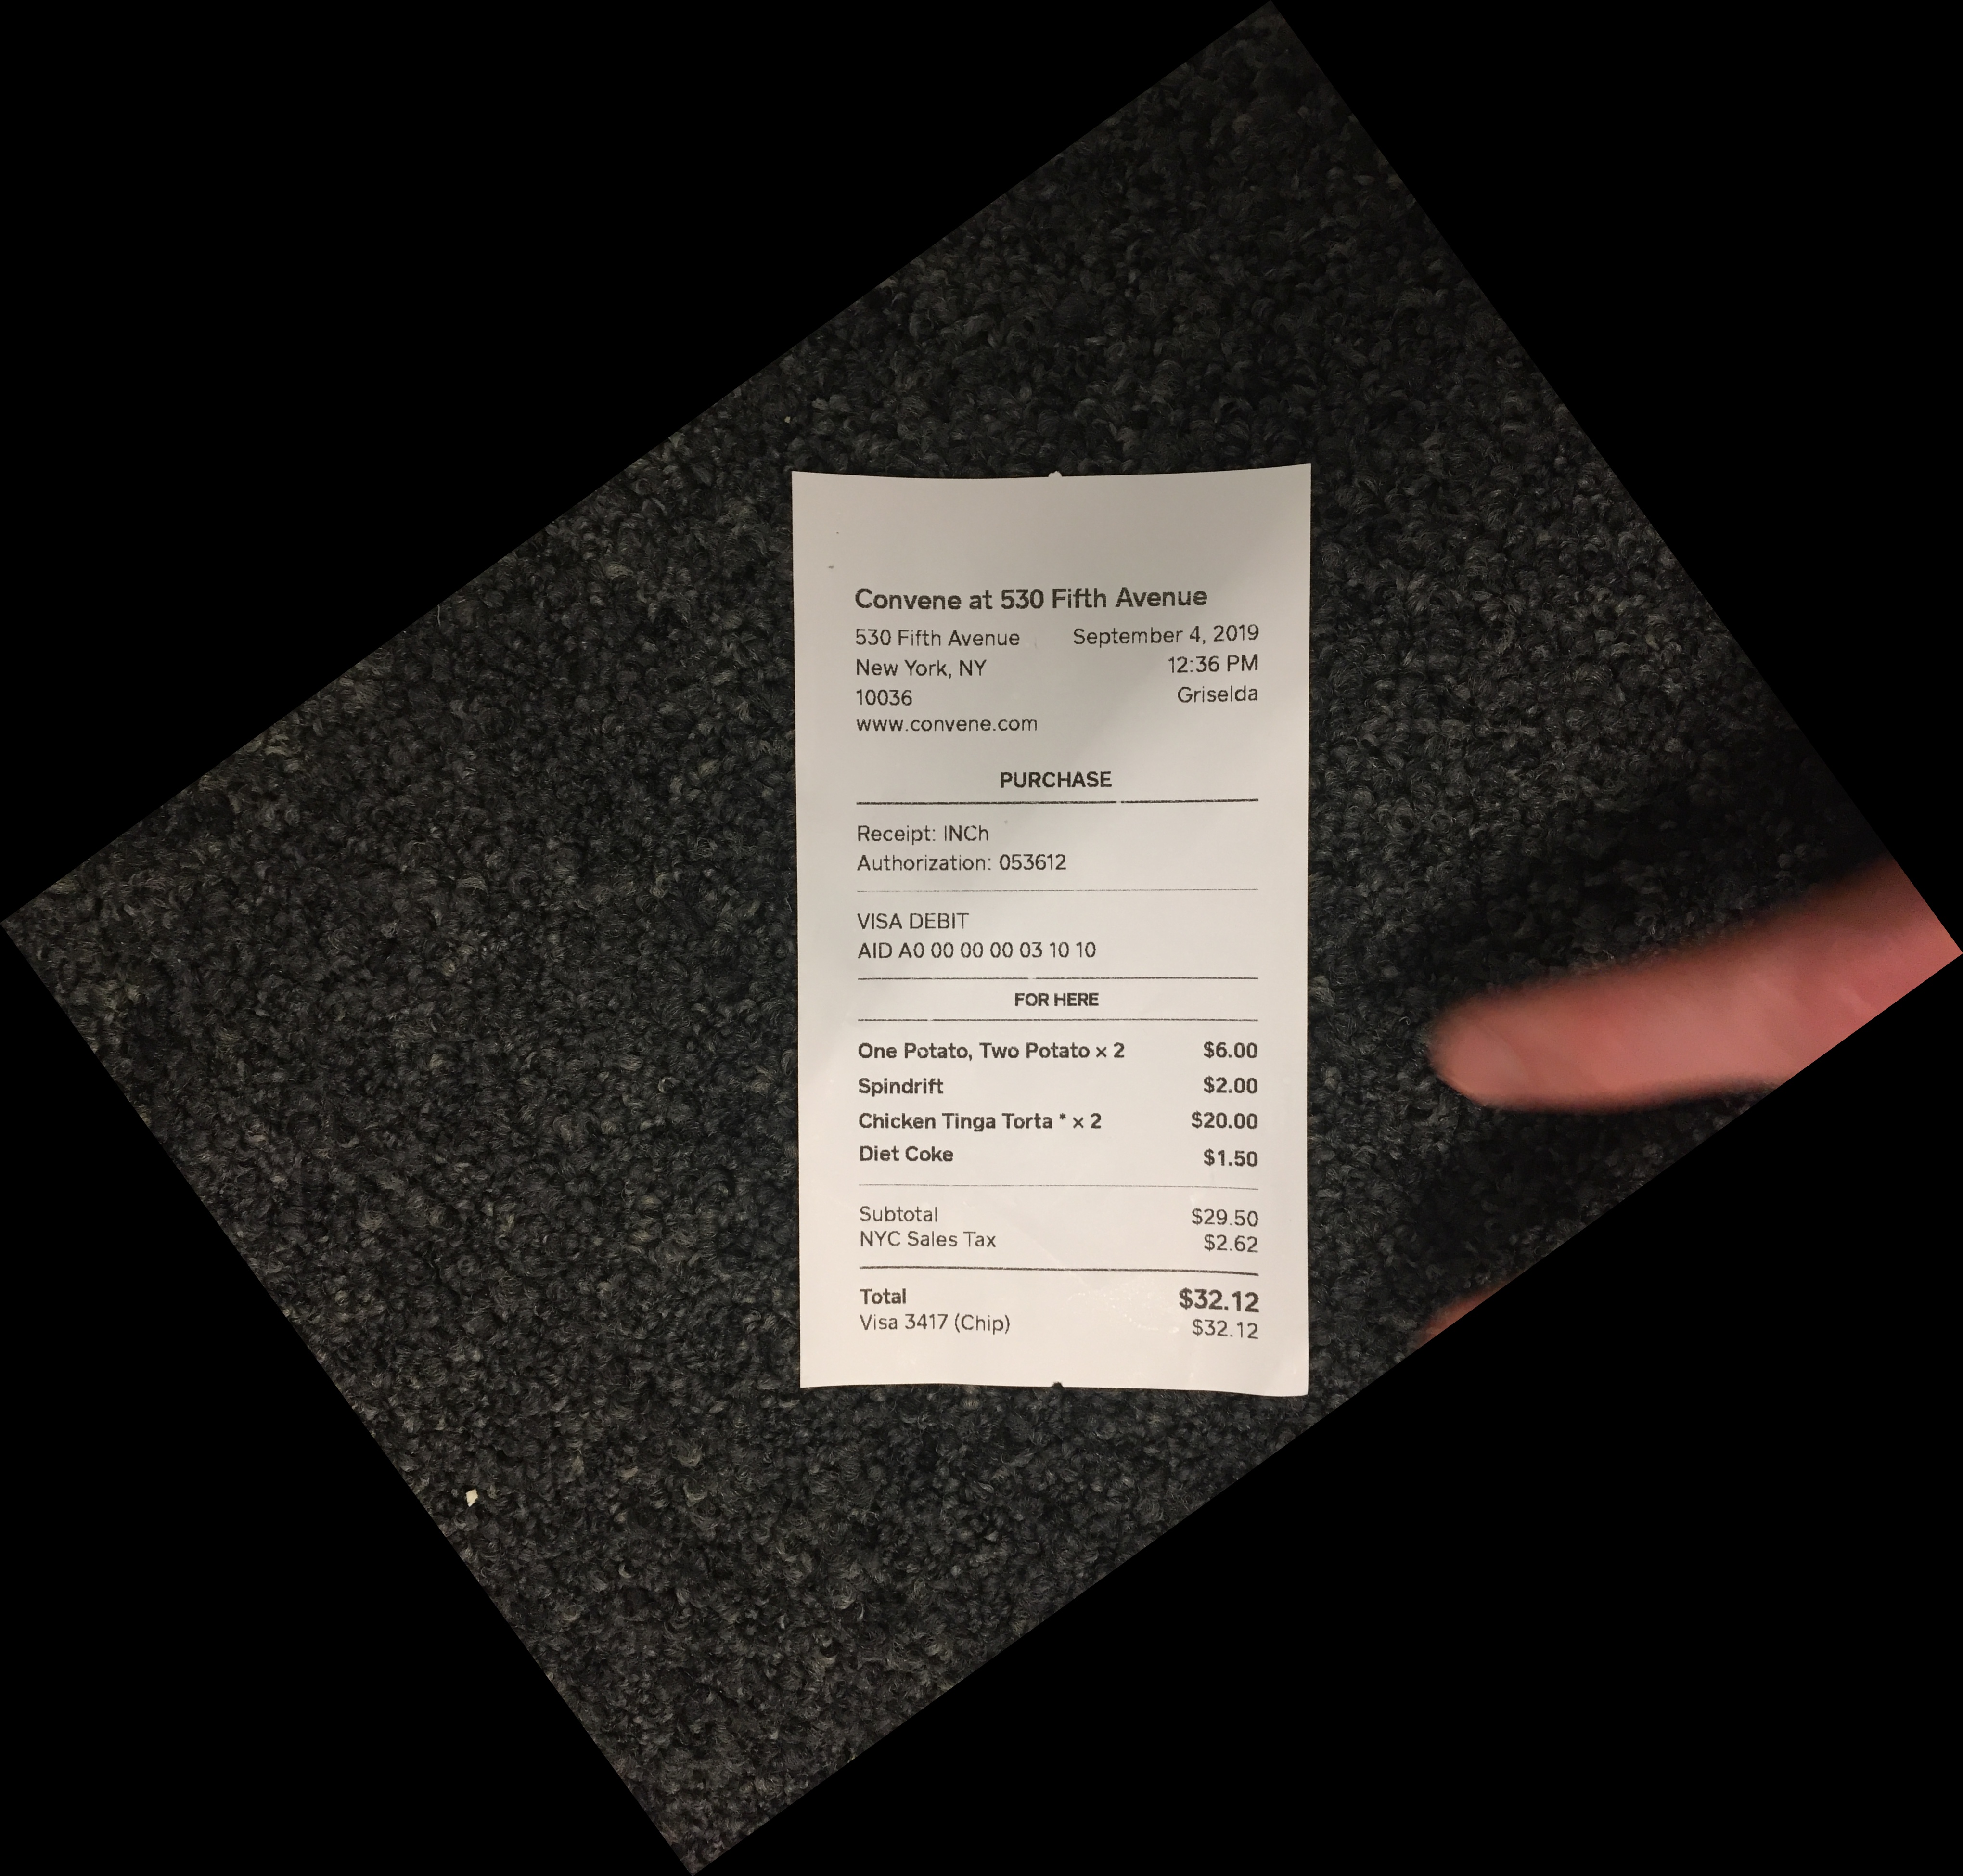 Convene at 530 Fifth Avenue
530 Fifth Avenue September 4, 2019
New York, NY 12:36 PM
10036 Griselda
www.convene.com
PURCHASE
Receipt: INCh
Authorization: 053612
VISA DEBIT
AID A0 00 00 00 03 10 10
FOR HERE
One Potato, Two Potato × 2 $6.00
Spindrift $2.00
Chicken Tinga Torta * × 2 $20.00
Diet Coke $1.50
Subtotal $29.50
NYC Sales Tax $2.62
Total $32.12
Visa 3417 (Chip) $32.12